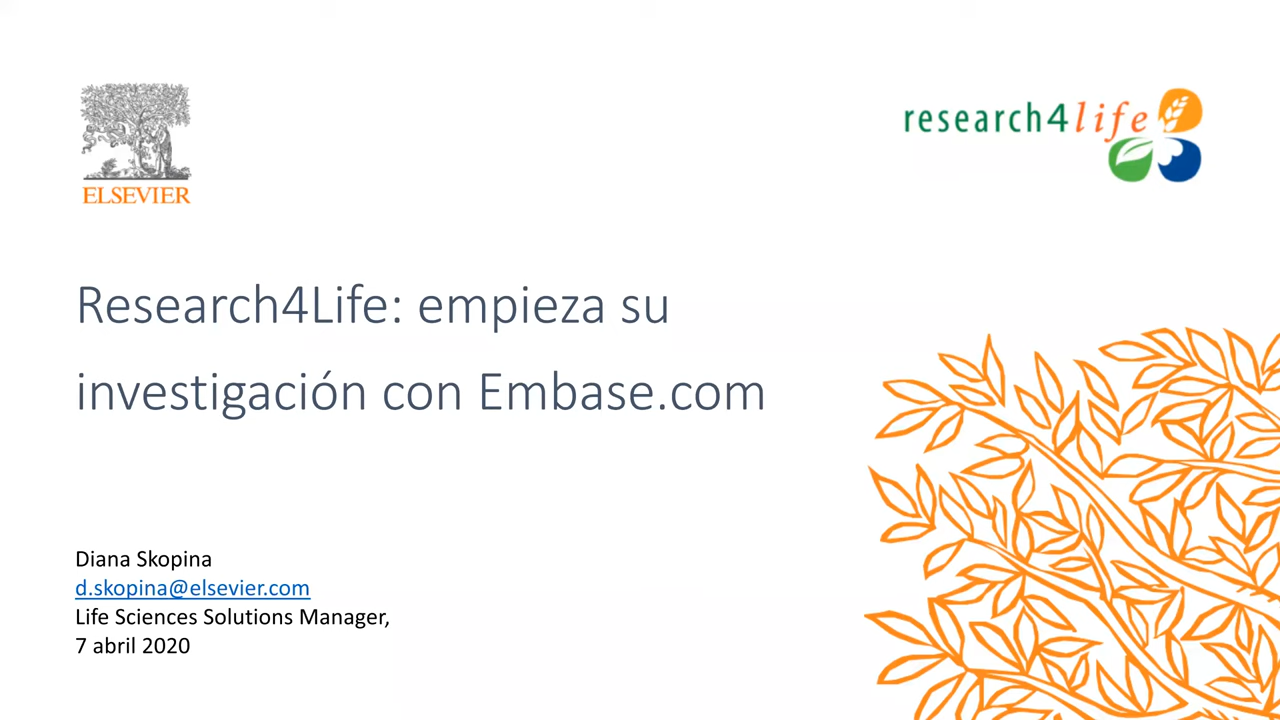 ELSEVIER
research4life
Research4Life: empieza su
investigación con Embase.com
Diana Skopina
d.skopina@elsevier.com
Life Sciences Solutions Manager,
7 abril 2020